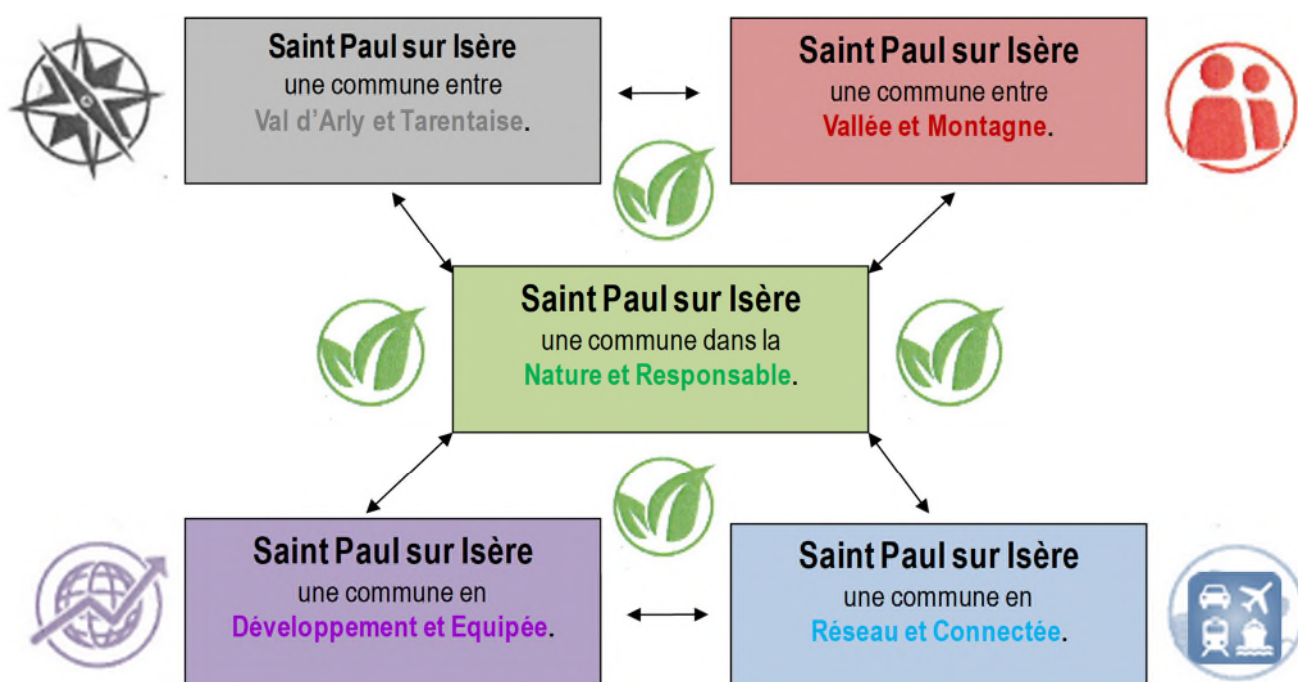 Saint Paul sur Isère
une commune entre
Val d'Arly et Tarentaise.
Saint Paul sur Isère
une commune entre
Vallée et Montagne.
Saint Paul sur Isère
une commune dans la
Nature et Responsable.
Saint Paul sur Isère
une commune en
Développement et Equipée.
Saint Paul sur Isère
une commune en
Réseau et Connectée.